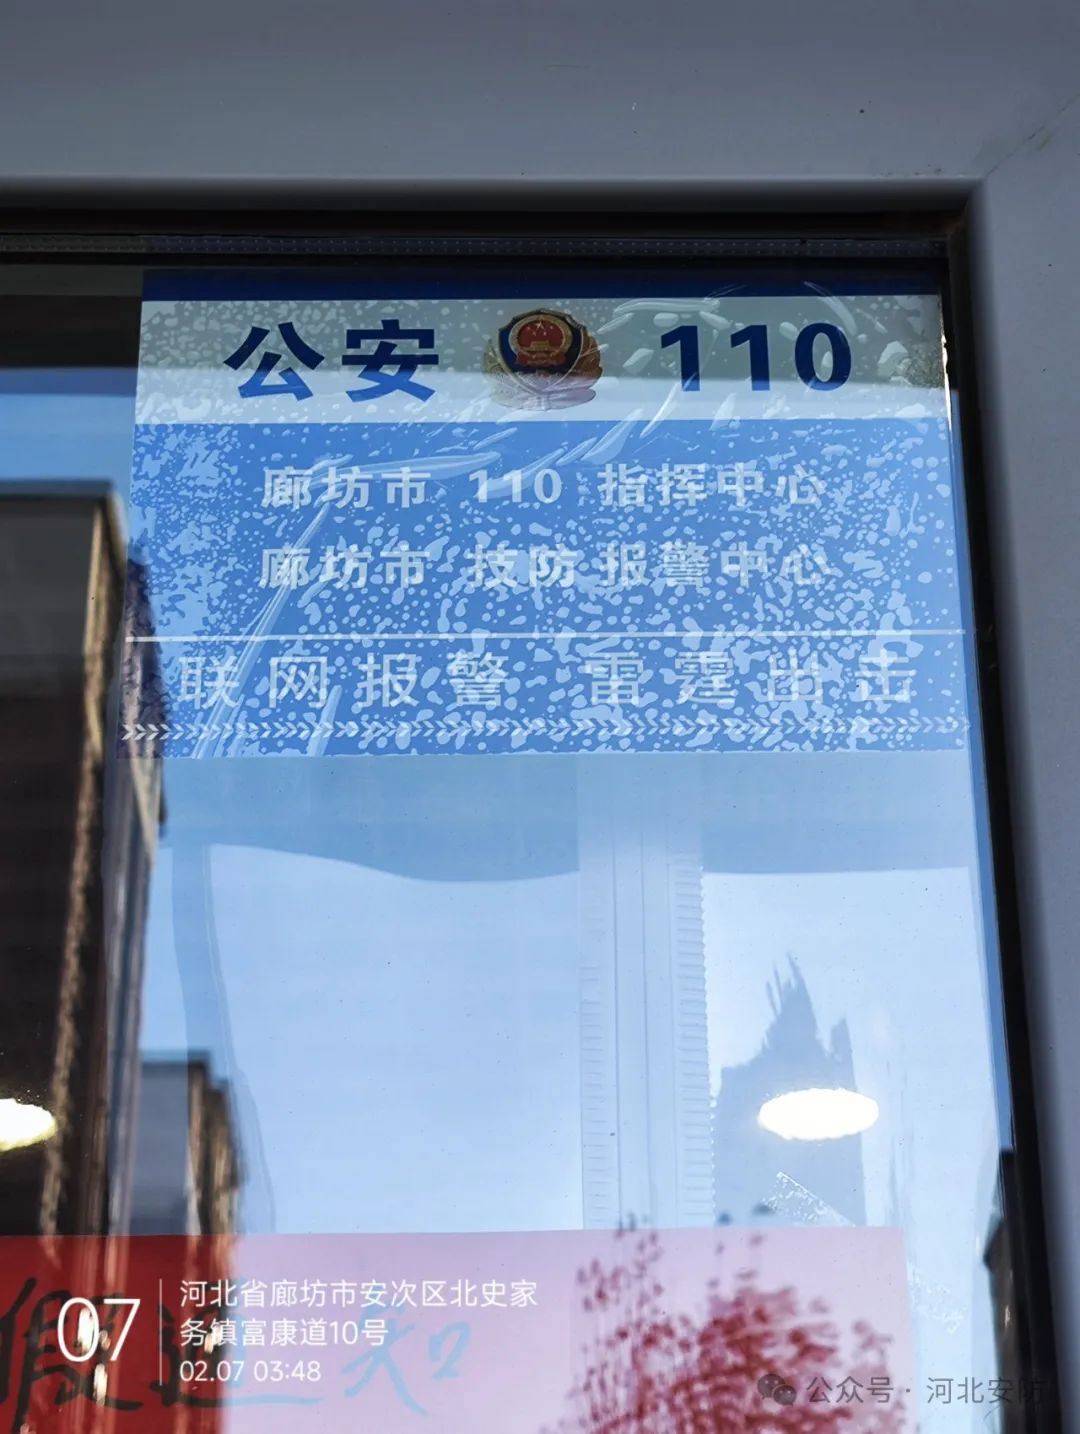 公安 110
廊坊市 110 指挥中心
廊坊市 技防报警中心
联网报警 雷霆出击
假通知
07
河北省廊坊市安次区北史家
务镇富康道10号
02.07 03:48
公众号 · 河北安防